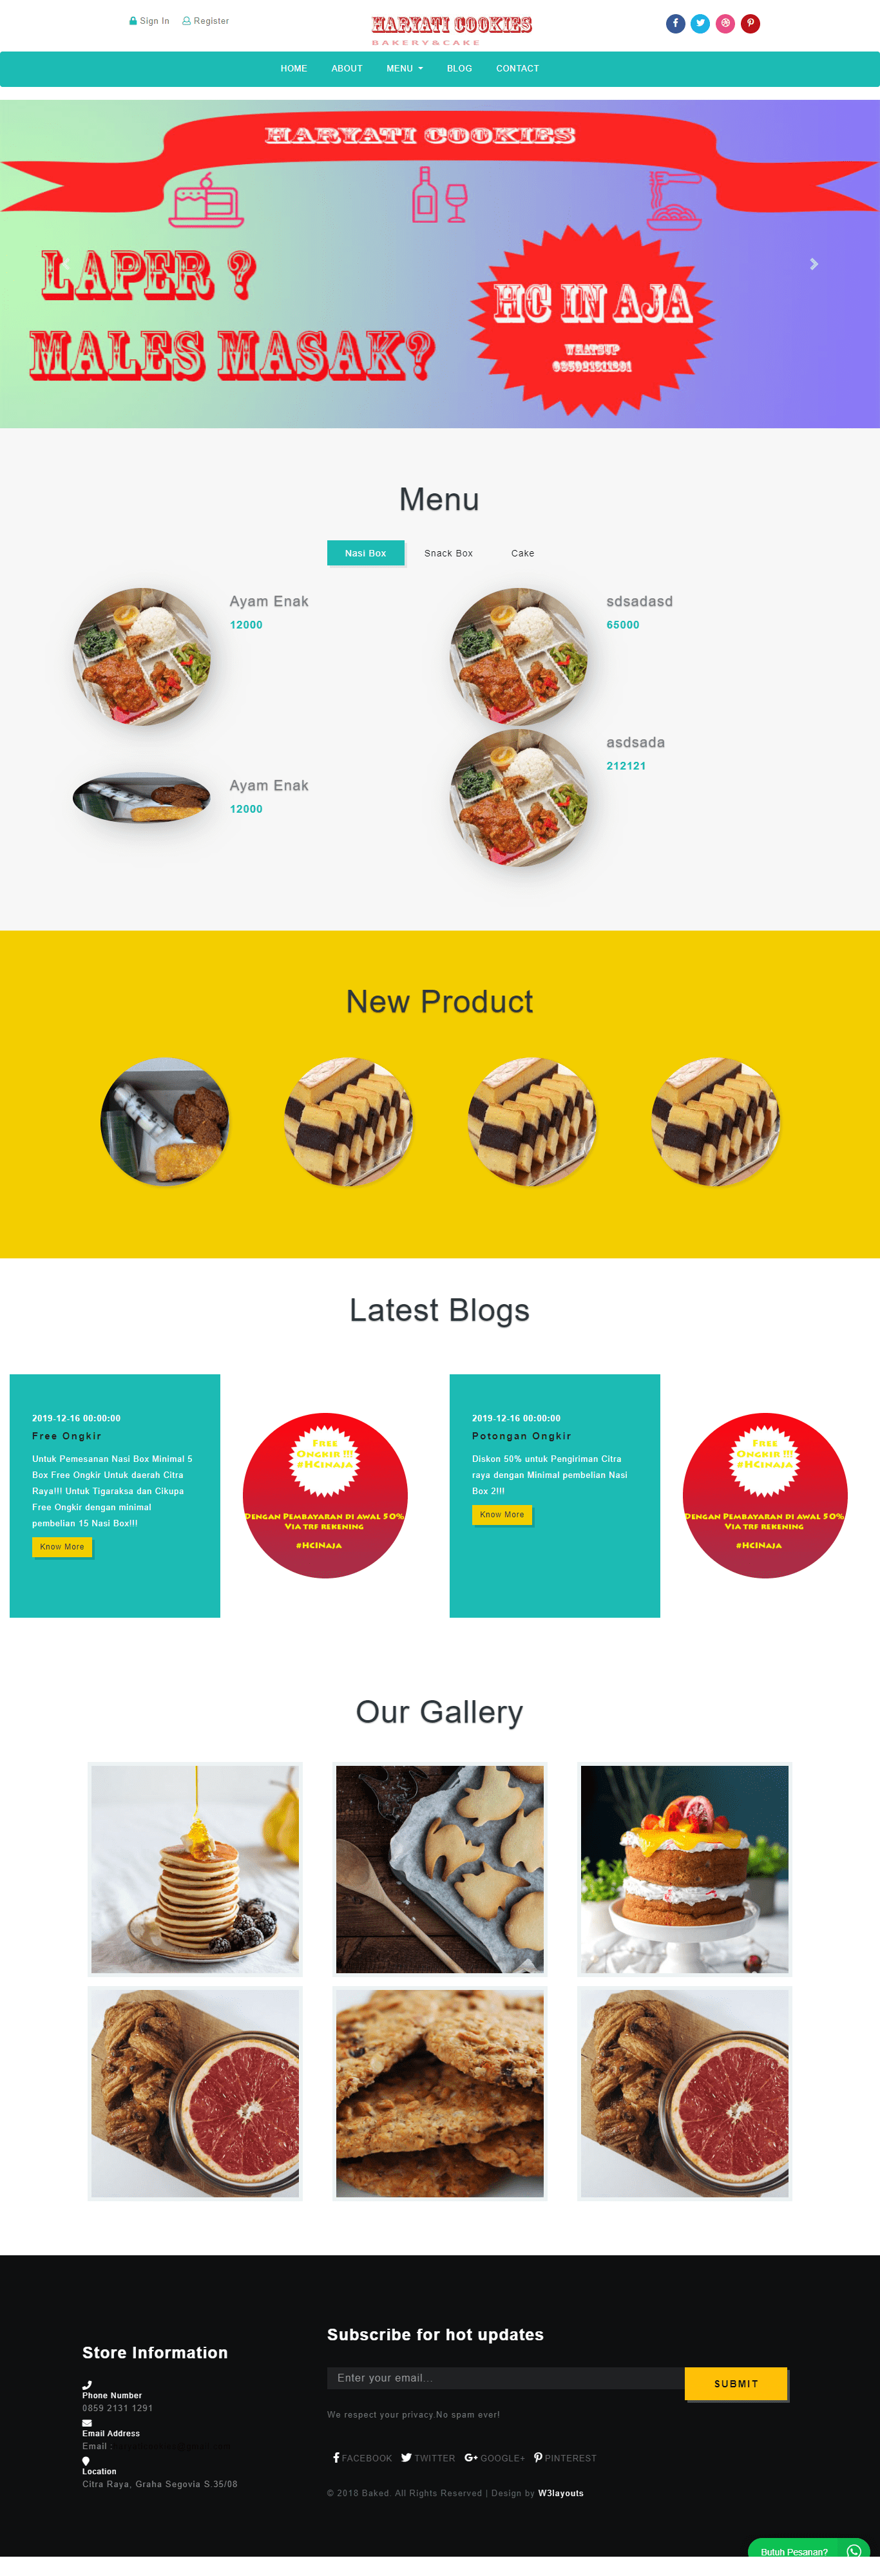 Sign In Register
HARYATI COOKIES
BAKERY&CAKE
HOME ABOUT MENU BLOG CONTACT
HARYATI COOKIES
LAPER ?
MALES MASAK?
HC IN AJA
WHATSUP
085921311291
Menu
Nasi Box Snack Box Cake
Ayam Enak
12000
sdsadasd
65000
Ayam Enak
12000
asdsada
212121
New Product
Latest Blogs
2019-12-16 00:00:00
Free Ongkir
Untuk Pemesanan Nasi Box Minimal 5
Box Free Ongkir Untuk daerah Citra
Raya!!! Untuk Tigaraksa dan Cikupa
Free Ongkir dengan minimal
pembelian 15 Nasi Box!!!
Know More
Free
Ongkir !!!
#HCinaja
Dengan Pembayaran di awal 50%
Via trf rekening
#HCINaja
2019-12-16 00:00:00
Potongan Ongkir
Diskon 50% untuk Pengiriman Citra
raya dengan Minimal pembelian Nasi
Box 2!!!
Know More
Free
Ongkir !!!
#HCinaja
Dengan Pembayaran di awal 50%
Via trf rekening
#HCINaja
Our Gallery
Store Information
Phone Number
0859 2131 1291
Email Address
Email :
Location
Citra Raya, Graha Segovia S.35/08
Subscribe for hot updates
Enter your email...
SUBMIT
We respect your privacy.No spam ever!
FACEBOOK TWITTER GOOGLE+ PINTEREST
© 2018 Baked. All Rights Reserved | Design by W3layouts
Butuh Pesanan?